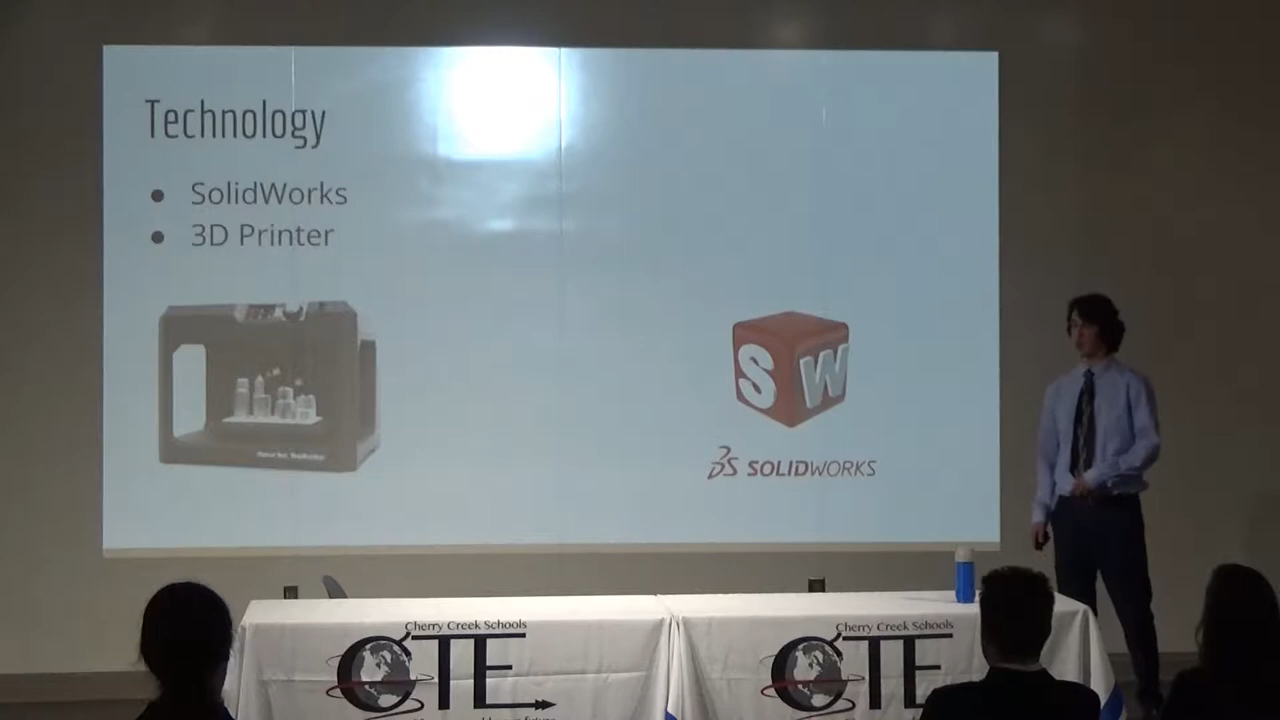 Technology
● SolidWorks
● 3D Printer
S W
3DS SOLIDWORKS
Cherry Creek Schools
CTE
Cherry Creek Schools
CTE